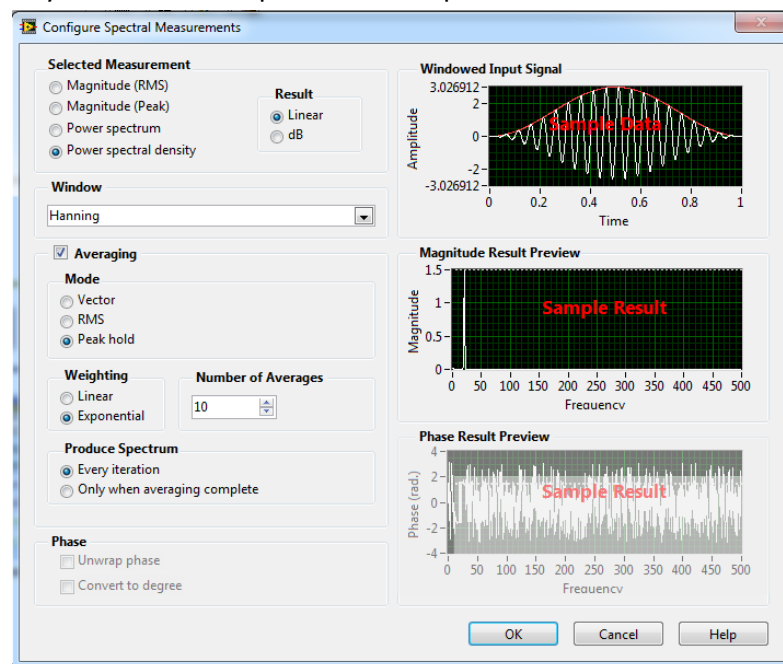 Configure Spectral Measurements
Selected Measurement
Magnitude (RMS)
Magnitude (Peak)
Power spectrum
Power spectral density
Result
Linear
dB
Window
Hanning
Averaging
Mode
Vector
RMS
Peak hold
Weighting
Linear
Exponential
Number of Averages
10
Produce Spectrum
Every iteration
Only when averaging complete
Phase
Unwrap phase
Convert to degree
Windowed Input Signal
Amplitude
3.026912
2
0
-2
-3.026912
Sample Data
0 0.2 0.4 0.6 0.8 1
Time
Magnitude Result Preview
Magnitude
1.5
1
0.5
0
Sample Result
0 50 100 150 200 250 300 350 400 450 500
Frequency
Phase Result Preview
Phase (rad.)
4
2
0
-2
-4
Sample Result
0 50 100 150 200 250 300 350 400 450 500
Frequency
OK Cancel Help